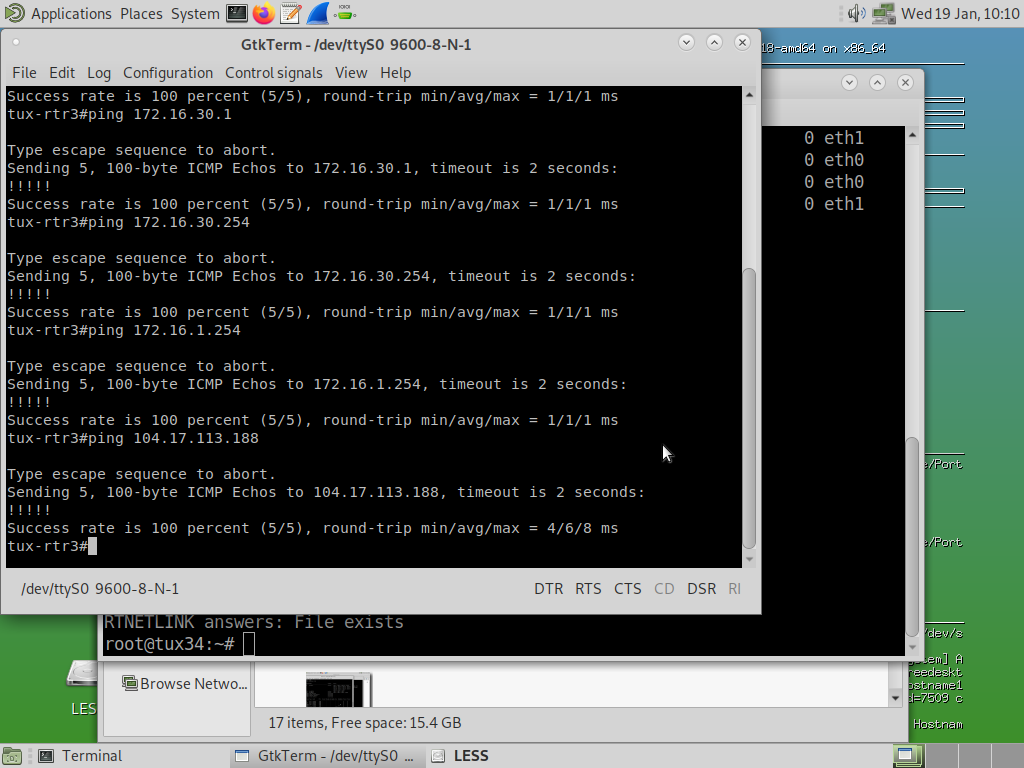 Applications Places System Wed 19 Jan, 10:10
GtkTerm - /dev/ttyS0 9600-8-N-1
18-amd64 on x86_64
File Edit Log Configuration Control signals View Help
Success rate is 100 percent (5/5), round-trip min/avg/max = 1/1/1 ms
tux-rtr3#ping 172.16.30.1
Type escape sequence to abort.
Sending 5, 100-byte ICMP Echos to 172.16.30.1, timeout is 2 seconds:
!!!!!
Success rate is 100 percent (5/5), round-trip min/avg/max = 1/1/1 ms
tux-rtr3#ping 172.16.30.254
Type escape sequence to abort.
Sending 5, 100-byte ICMP Echos to 172.16.30.254, timeout is 2 seconds:
!!!!!
Success rate is 100 percent (5/5), round-trip min/avg/max = 1/1/1 ms
tux-rtr3#ping 172.16.1.254
Type escape sequence to abort.
Sending 5, 100-byte ICMP Echos to 172.16.1.254, timeout is 2 seconds:
!!!!!
Success rate is 100 percent (5/5), round-trip min/avg/max = 1/1/1 ms
tux-rtr3#ping 104.17.113.188
Type escape sequence to abort.
Sending 5, 100-byte ICMP Echos to 104.17.113.188, timeout is 2 seconds:
!!!!!
Success rate is 100 percent (5/5), round-trip min/avg/max = 4/6/8 ms
tux-rtr3#
/dev/ttyS0 9600-8-N-1 DTR RTS CTS CD DSR RI
0 eth1
0 eth0
0 eth0
0 eth1
e/Port
e/Port
RTNETLINK answers: File exists
root@tux34:~#
/dev/s
stem] A
reedeskt
ostname1
d=7509 c
Hostnam
LES
Browse Netwo...
17 items, Free space: 15.4 GB
Terminal GtkTerm - /dev/ttyS0 ... LESS